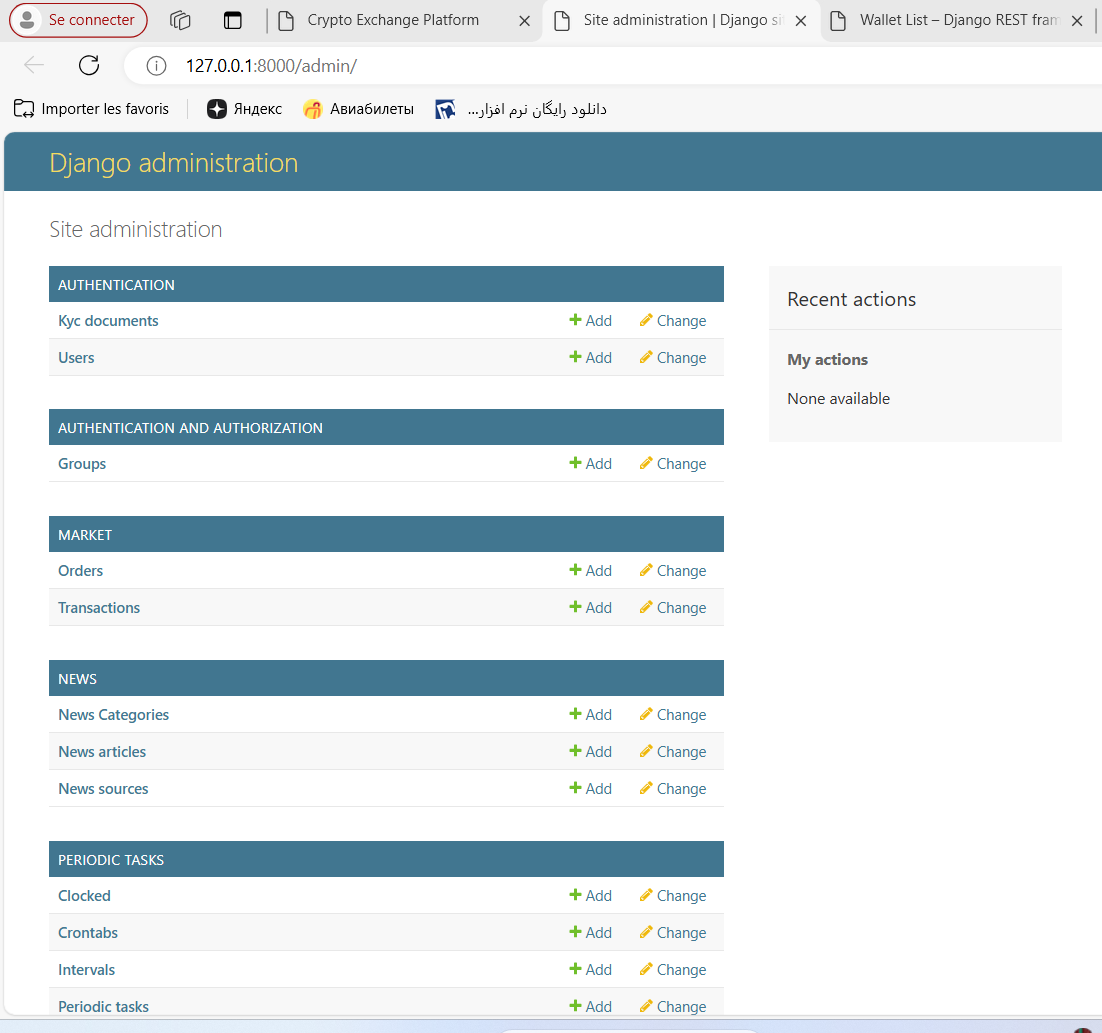 Se connecter
Crypto Exchange Platform
Site administration | Django si
Wallet List – Django REST fram
127.0.0.1:8000/admin/
Importer les favoris
Яндекс
Авиабилеты
دانلود رایگان نرم افزار...
Django administration
Site administration
AUTHENTICATION
Kyc documents Add Change
Users Add Change
AUTHENTICATION AND AUTHORIZATION
Groups Add Change
MARKET
Orders Add Change
Transactions Add Change
NEWS
News Categories Add Change
News articles Add Change
News sources Add Change
PERIODIC TASKS
Clocked Add Change
Crontabs Add Change
Intervals Add Change
Periodic tasks Add Change
Recent actions
My actions
None available